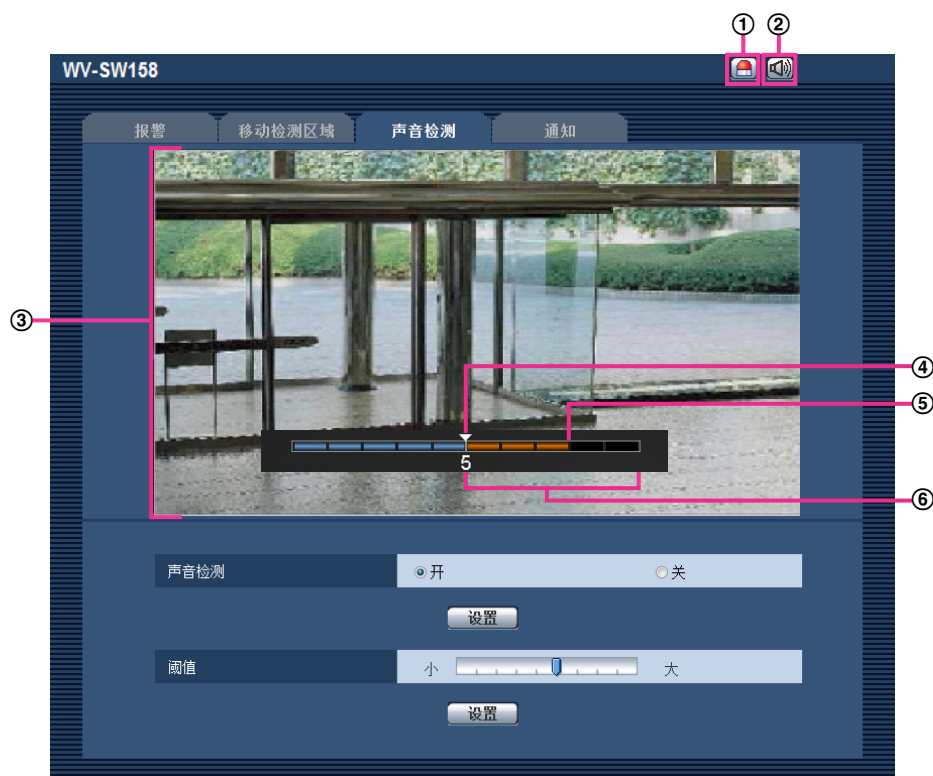 ① ②
WV-SW158
报警 移动检测区域 声音检测 通知
③
④
⑤
5
⑥
声音检测 开 关
设置
阈值 小 大
设置